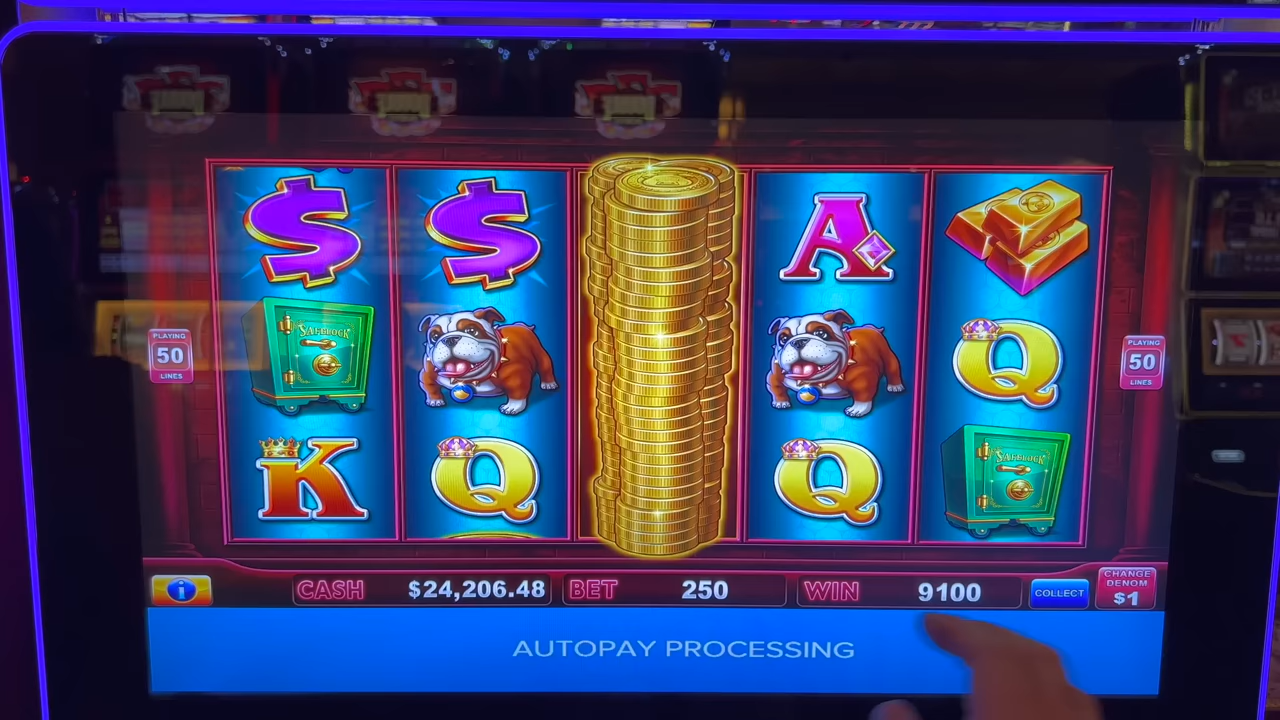 A
SAFELOCK
PLAYING
50
LINES
Q
PLAYING
50
LINES
K
Q
Q
SAFELOCK
i
CASH
$24,206.48
BET
250
WIN
9100
COLLECT
CHANGE
DENOM
$1
AUTOPAY PROCESSING